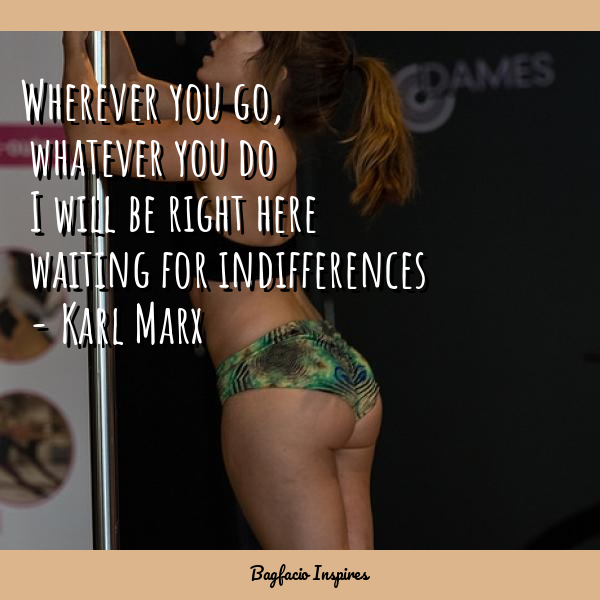 DAMES
WHEREVER YOU GO,
WHATEVER YOU DO
I WILL BE RIGHT HERE
WAITING FOR INDIFFERENCES
- KARL MARX
Bagfacio Inspires